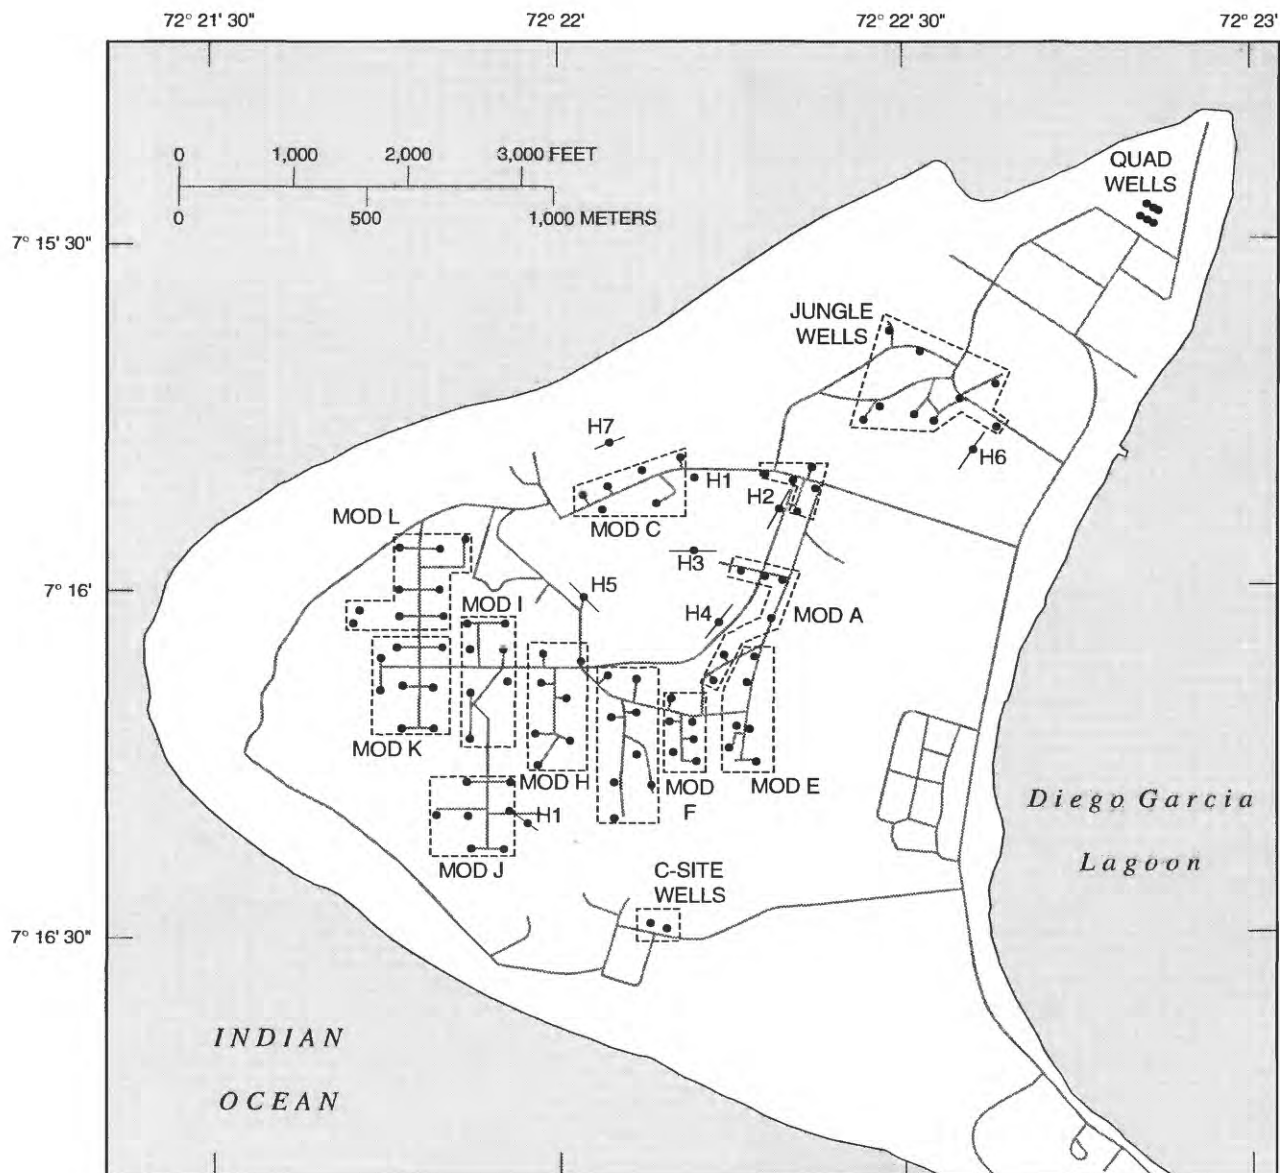 72° 21' 30"
72° 22'
72° 22' 30"
72° 23'
0
1,000
2,000
3,000 FEET
0
500
1,000 METERS
QUAD
WELLS
7° 15' 30"
JUNGLE
WELLS
H7
H6
H1
H2
MOD C
MOD L
H3
H5
7° 16'
MOD I
H4
MOD A
MOD K
MOD H
MOD
F
MOD E
Diego Garcia
Lagoon
H1
MOD J
C-SITE
WELLS
7° 16' 30"
INDIAN
OCEAN